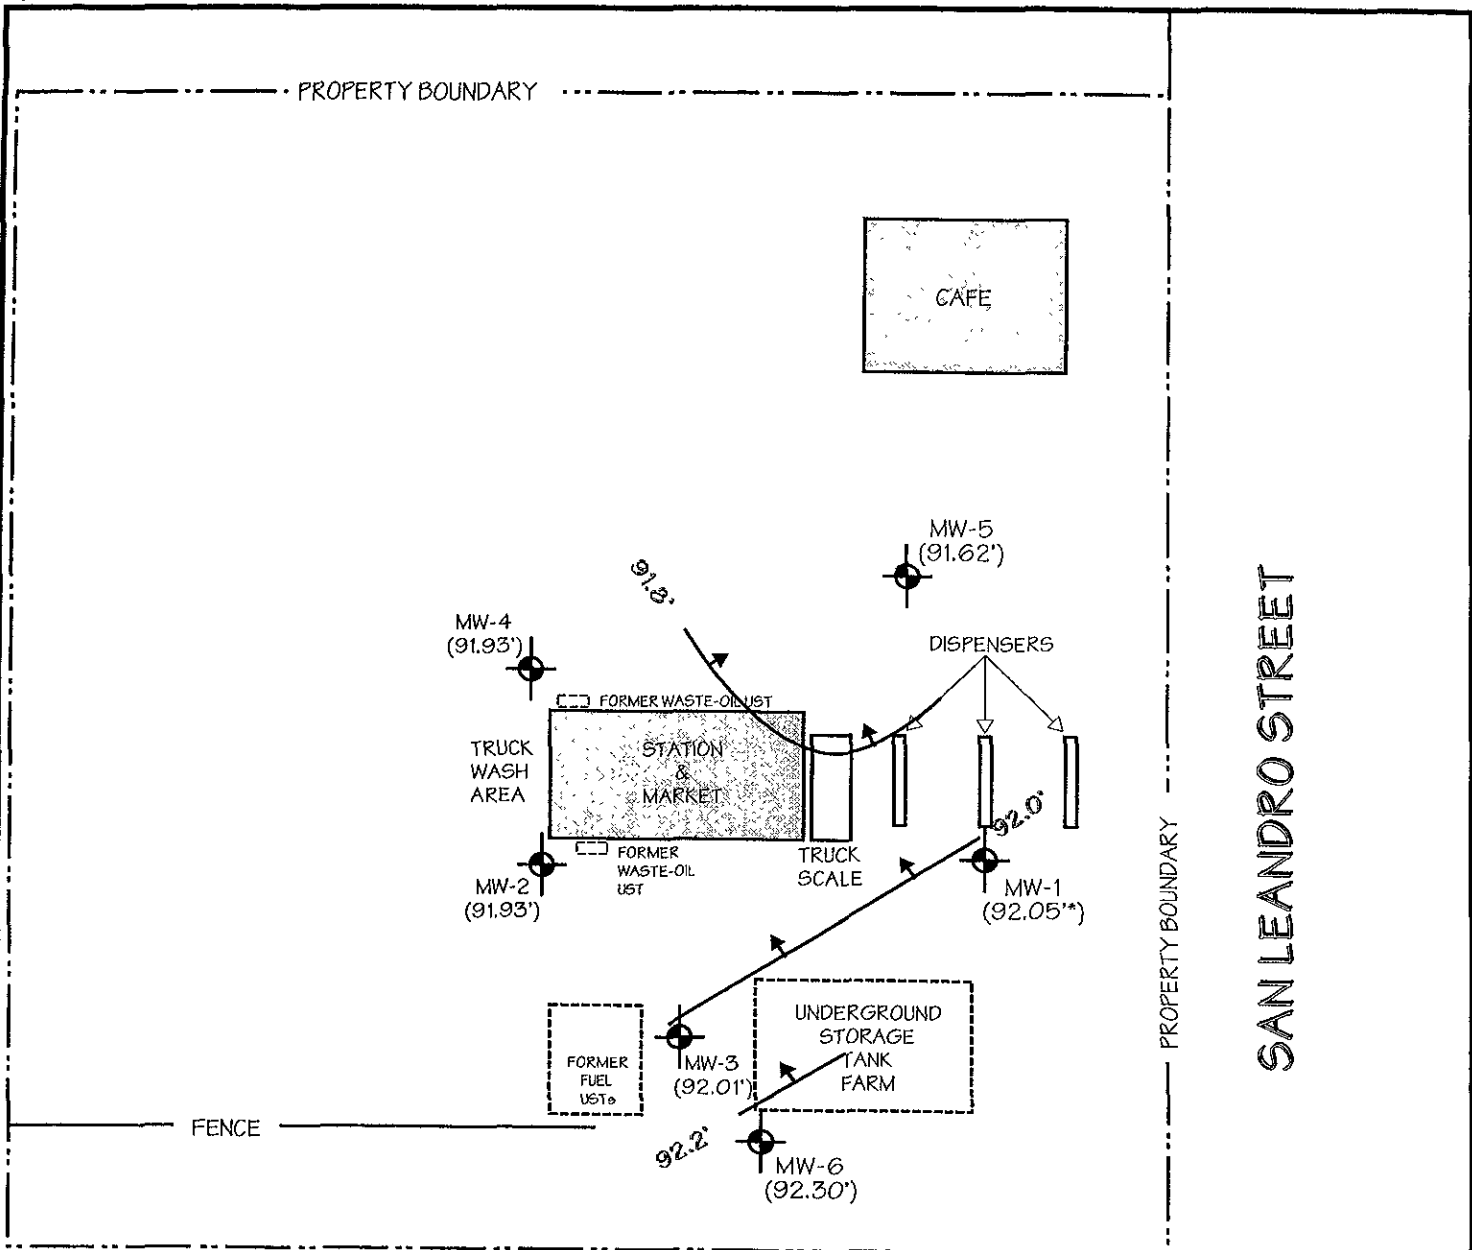 PROPERTY BOUNDARY
CAFE
MW-5
(91.62')
91.8'
MW-4
(91.93')
DISPENSERS
FORMER WASTE-OIL UST
TRUCK
WASH
AREA
STATION
&
MARKET
92.0'
FORMER
WASTE-OIL
UST
TRUCK
SCALE
MW-2
(91.93')
MW-1
(92.05'*)
PROPERTY BOUNDARY
SAN LEANDRO STREET
UNDERGROUND
STORAGE
TANK
FARM
FORMER
FUEL
USTs
MW-3
(92.01')
FENCE
92.2'
MW-6
(92.30')